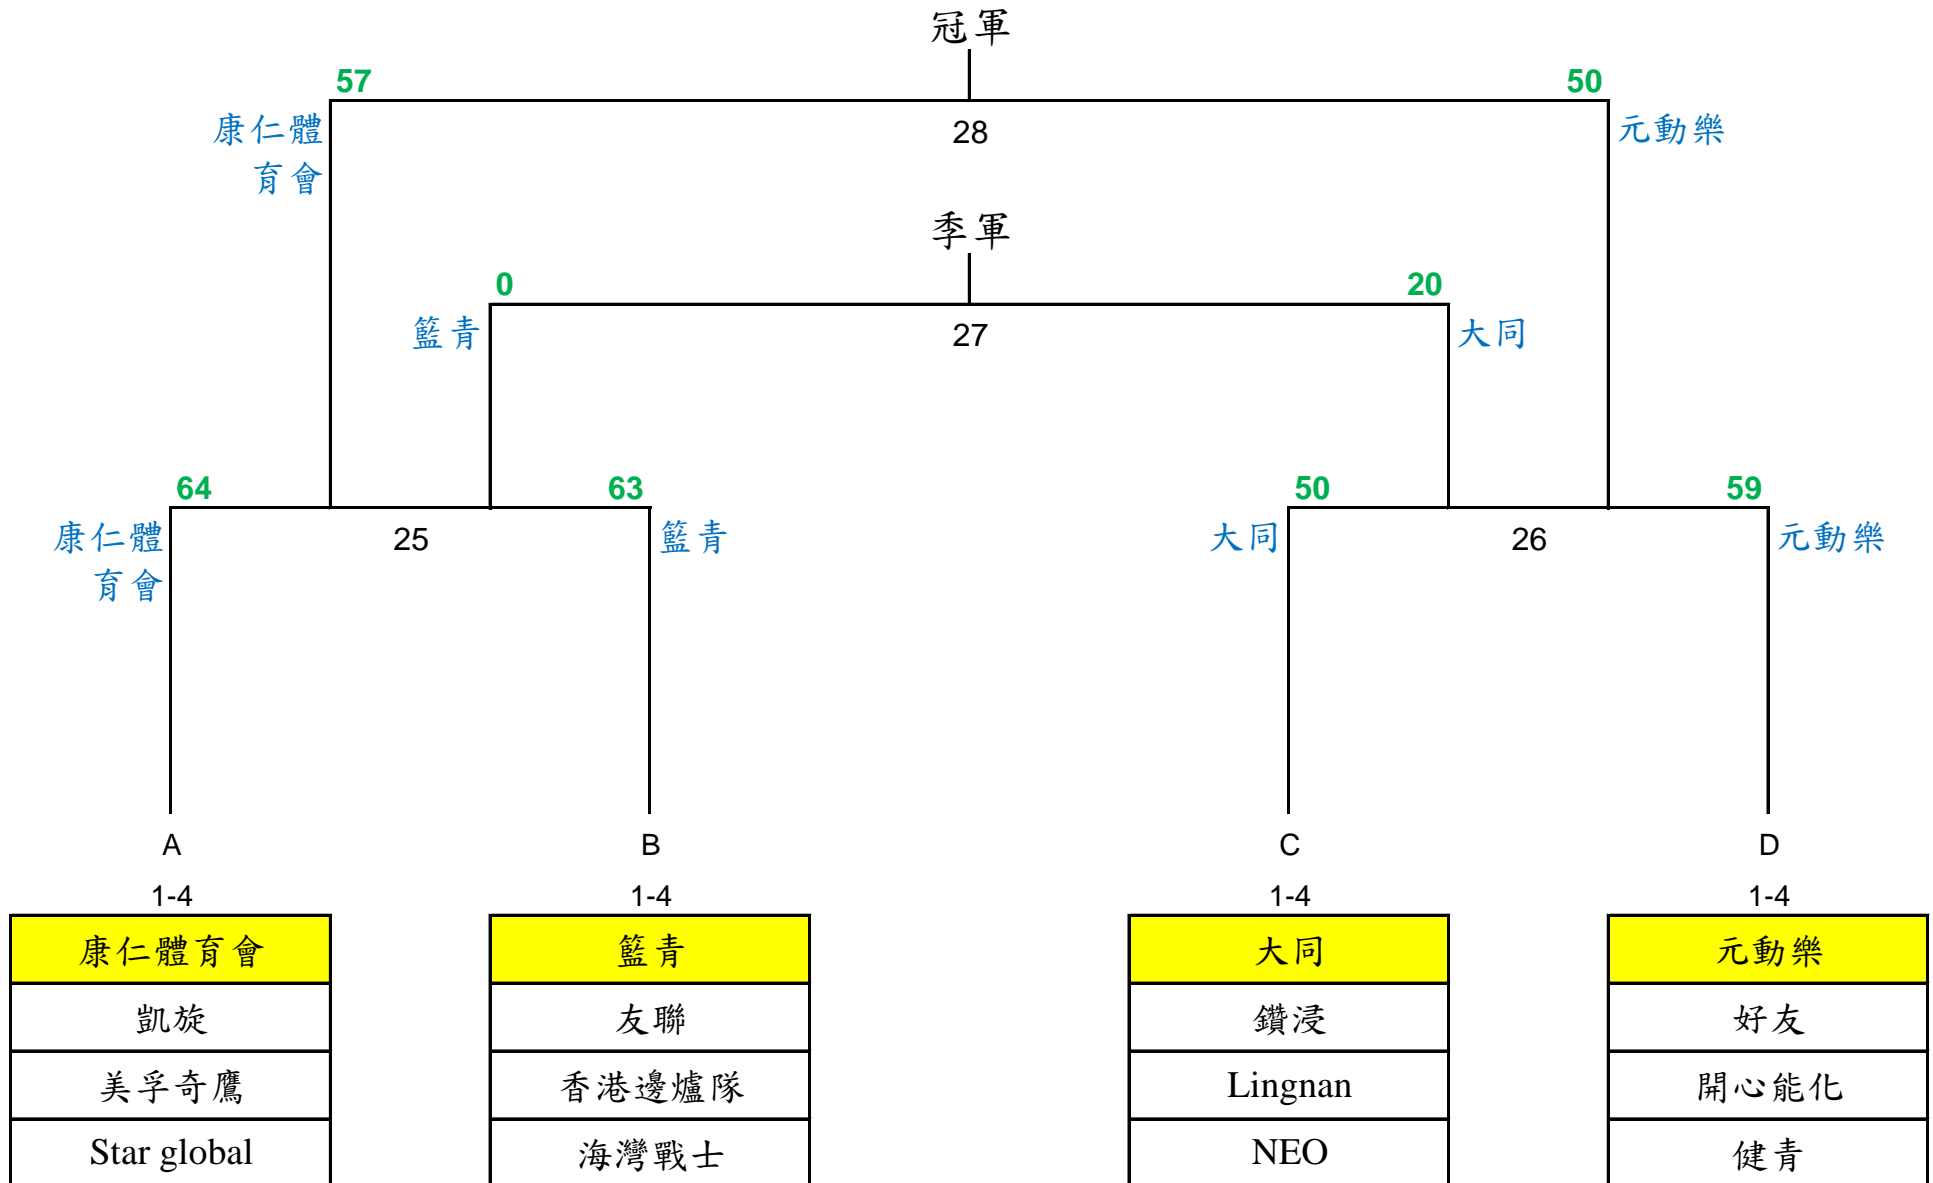 冠軍
57
50
康仁體
育會
28
元動樂
季軍
0
20
籃青
27
大同
64
63
50
59
康仁體
育會
25
籃青
大同
26
元動樂
A
B
C
D
1-4
1-4
1-4
1-4
康仁體育會
籃青
大同
元動樂
凱旋
友聯
鑽浸
好友
美孚奇鷹
香港邊爐隊
Lingnan
開心能化
Star global
海灣戰士
NEO
健青